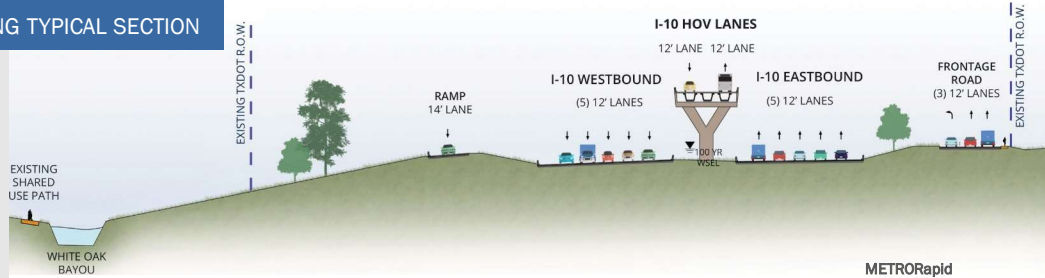 NG TYPICAL SECTION
EXISTING TXDOT R.O.W.
I-10 HOV LANES
12' LANE 12' LANE
I-10 WESTBOUND
(5) 12' LANES
I-10 EASTBOUND
(5) 12' LANES
RAMP
14' LANE
FRONTAGE
ROAD
(3) 12' LANES
EXISTING TXDOT R.O.W.
100 YR
WSEL
EXISTING
SHARED
USE PATH
WHITE OAK
BAYOU
METRORapid